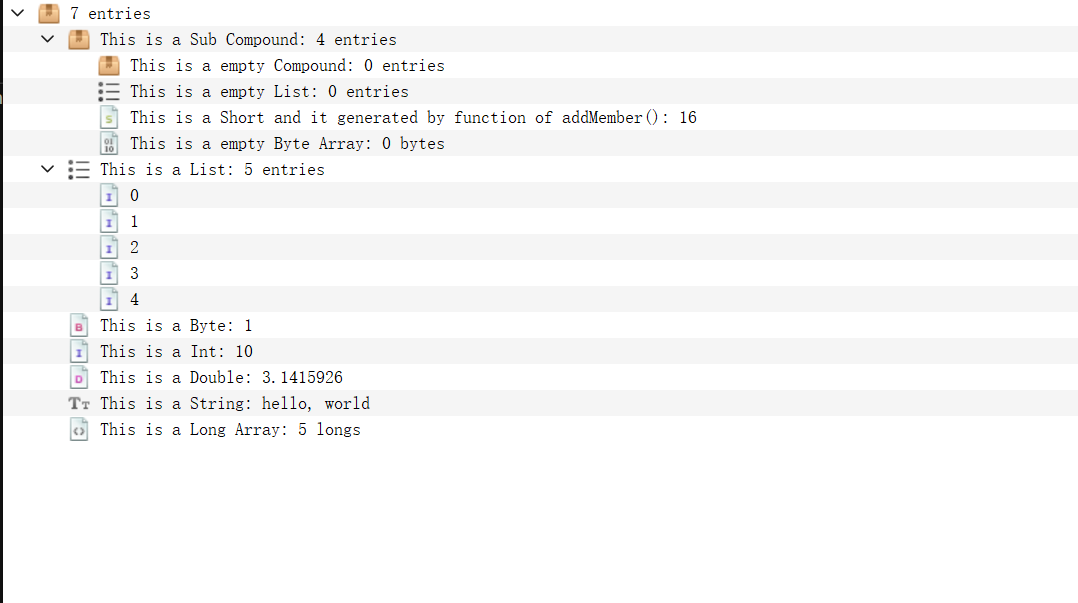 7 entries
This is a Sub Compound: 4 entries
This is a empty Compound: 0 entries
This is a empty List: 0 entries
This is a Short and it generated by function of addMember(): 16
This is a empty Byte Array: 0 bytes
This is a List: 5 entries
0
1
2
3
4
This is a Byte: 1
This is a Int: 10
This is a Double: 3.1415926
This is a String: hello, world
This is a Long Array: 5 longs